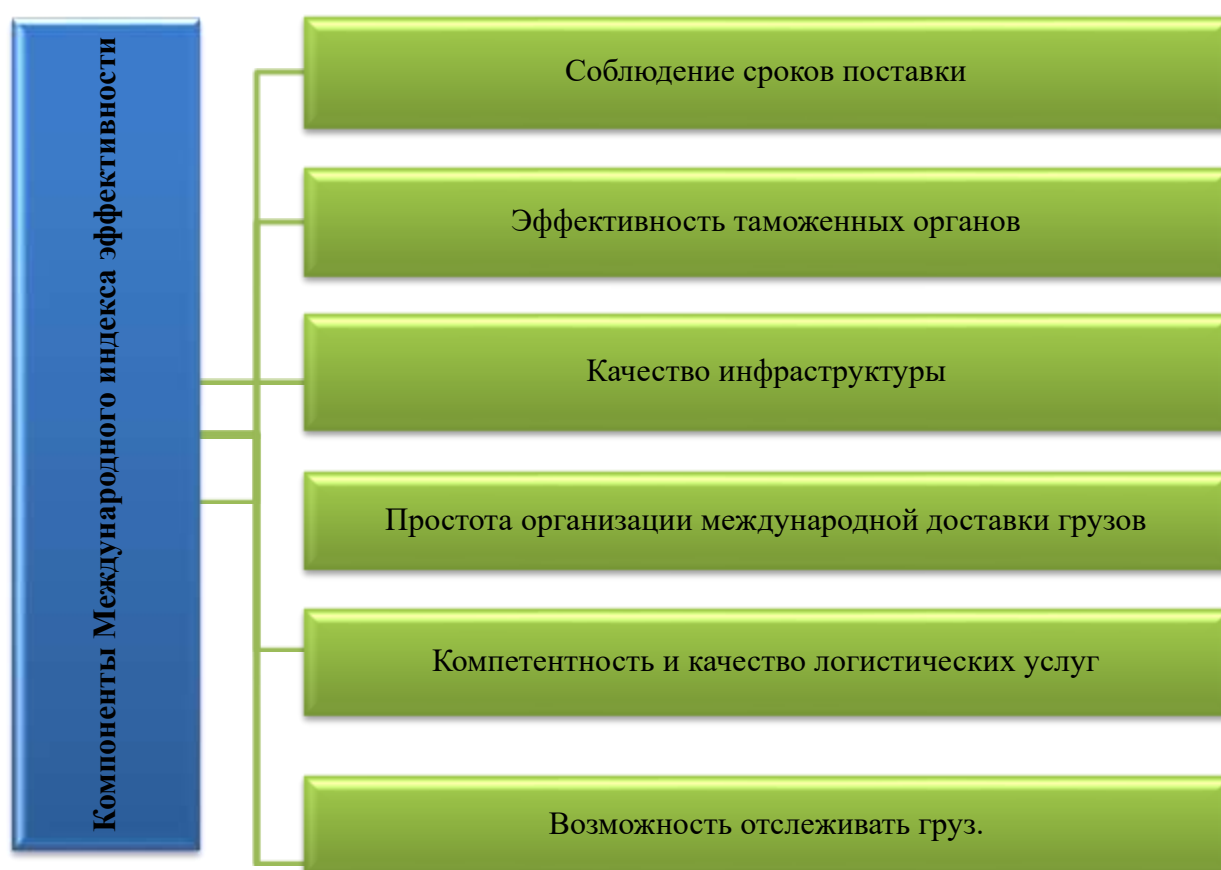 Компоненты Международного индекса эффективности
Соблюдение сроков поставки
Эффективность таможенных органов
Качество инфраструктуры
Простота организации международной доставки грузов
Компетентность и качество логистических услуг
Возможность отслеживать груз.